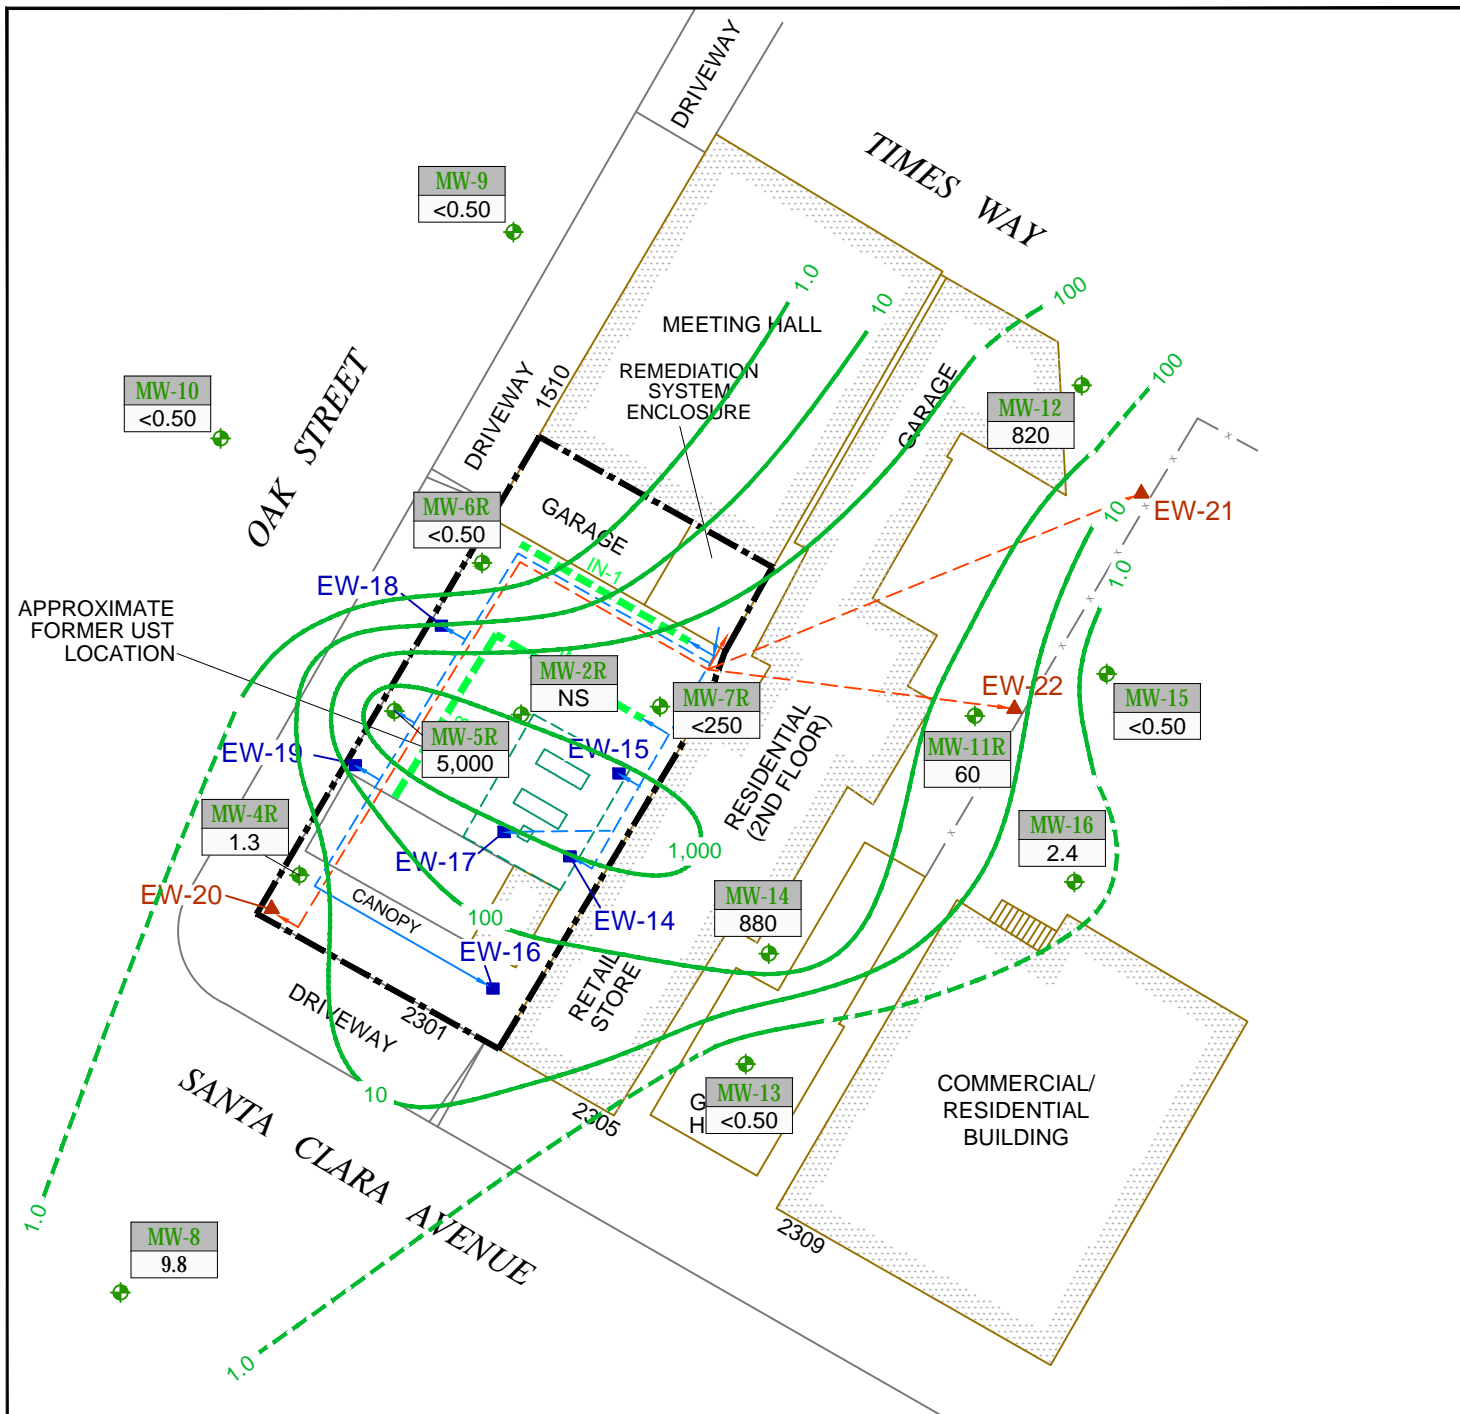 DRIVEWAY
TIMES WAY
MW-9
<0.50
1.0
10
100
MEETING HALL
REMEDIATION
SYSTEM
ENCLOSURE
1510
DRIVEWAY
GARAGE
100
MW-12
820
MW-10
<0.50
OAK STREET
MW-6R
<0.50
GARAGE
IN-1
10
EW-21
1.0
EW-18
APPROXIMATE
FORMER UST
LOCATION
MW-2R
NS
MW-7R
<250
EW-22
MW-15
<0.50
MW-5R
5,000
EW-19
EW-15
RESIDENTIAL
(2ND FLOOR)
MW-11R
60
MW-4R
1.3
MW-16
2.4
EW-17
1,000
EW-20
CANOPY
100
EW-14
MW-14
880
EW-16
RETAIL
STORE
DRIVEWAY
2301
10
MW-13
<0.50
G
H
2305
COMMERCIAL/
RESIDENTIAL
BUILDING
SANTA CLARA AVENUE
1.0
MW-8
9.8
2309
1.0